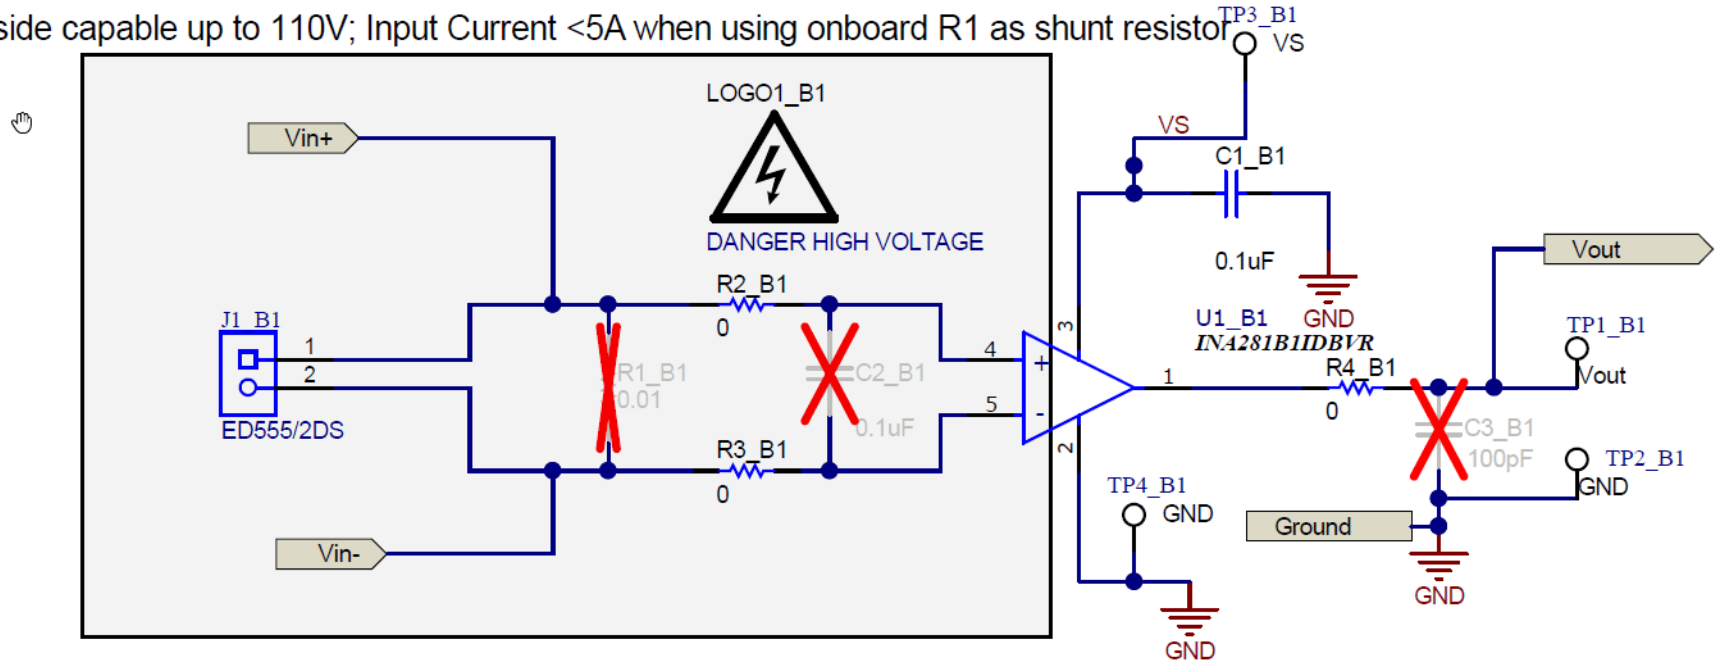 side capable up to 110V; Input Current <5A when using onboard R1 as shunt resistor
TP3_B1
VS
LOGO1_B1
Vin+
VS
C1_B1
DANGER HIGH VOLTAGE
0.1uF
Vout
R2_B1
0
J1_B1
1
2
ED555/2DS
R1_B1
0.01
C2_B1
0.1uF
3
4
+
5
-
2
1
U1_B1
INA281B1IDBVR
GND
R4_B1
0
TP1_B1
Vout
C3_B1
100pF
R3_B1
0
TP2_B1
GND
TP4_B1
GND
Ground
Vin-
GND
GND